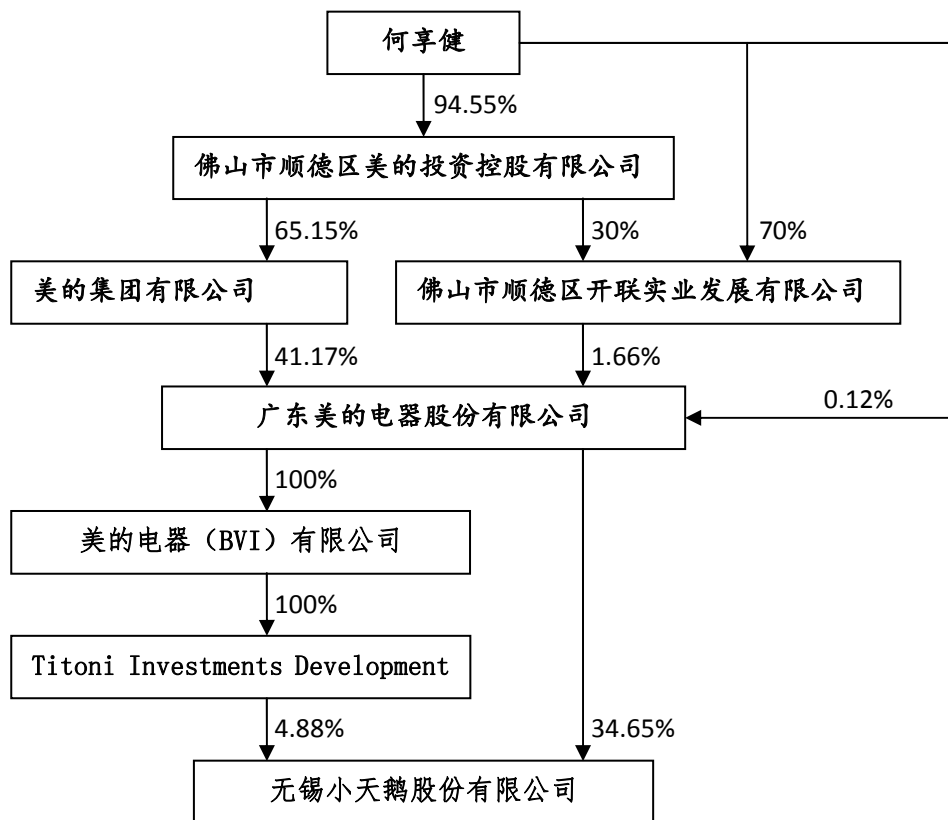 何享健
94.55%
佛山市顺德区美的投资控股有限公司
65.15%
30%
70%
美的集团有限公司
佛山市顺德区开联实业发展有限公司
41.17%
1.66%
广东美的电器股份有限公司
0.12%
100%
美的电器（BVI）有限公司
100%
Titoni Investments Development
4.88%
34.65%
无锡小天鹅股份有限公司